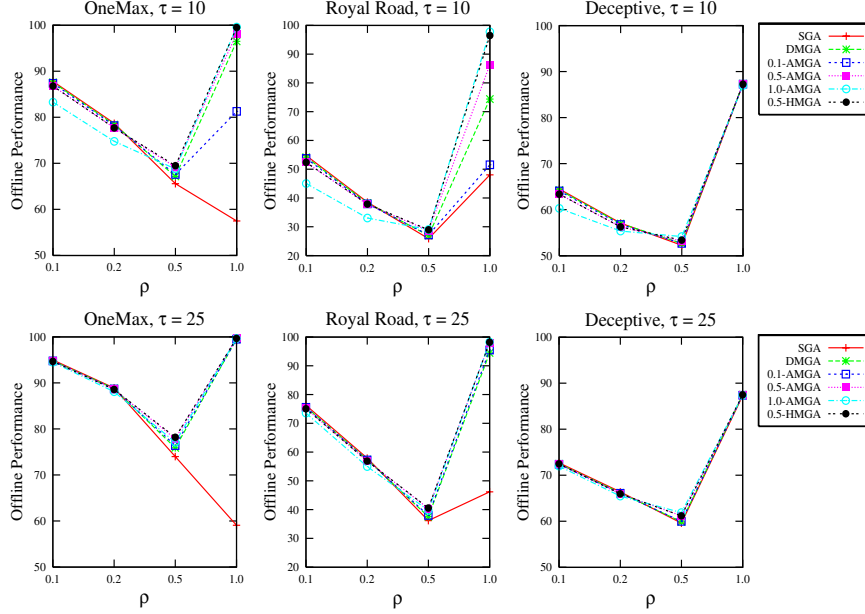 OneMax, τ = 10
Offline Performance
100
90
80
70
60
50
0.1
0.2
0.5
1.0
ρ
Royal Road, τ = 10
Offline Performance
100
90
80
70
60
50
40
30
20
0.1
0.2
0.5
1.0
ρ
Deceptive, τ = 10
Offline Performance
100
90
80
70
60
50
0.1
0.2
0.5
1.0
ρ
SGA
DMGA
0.1-AMGA
0.5-AMGA
1.0-AMGA
0.5-HMGA
OneMax, τ = 25
Offline Performance
100
90
80
70
60
50
0.1
0.2
0.5
1.0
ρ
Royal Road, τ = 25
Offline Performance
100
90
80
70
60
50
40
30
20
0.1
0.2
0.5
1.0
ρ
Deceptive, τ = 25
Offline Performance
100
90
80
70
60
50
0.1
0.2
0.5
1.0
ρ
SGA
DMGA
0.1-AMGA
0.5-AMGA
1.0-AMGA
0.5-HMGA